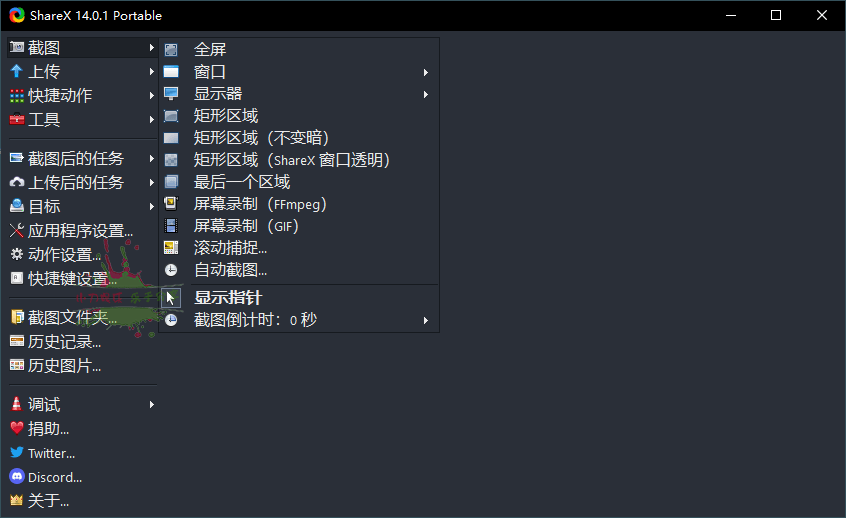 ShareX 14.0.1 Portable
截图
上传
快捷动作
工具
截图后的任务
上传后的任务
目标
应用程序设置...
动作设置...
快捷键设置...
截图文件夹...
历史记录...
历史图片...
调试
捐助...
Twitter...
Discord...
关于...
全屏
窗口
显示器
矩形区域
矩形区域（不变暗）
矩形区域（ShareX 窗口透明）
最后一个区域
屏幕录制（FFmpeg）
屏幕录制（GIF）
滚动捕捉...
自动截图...
显示指针
截图倒计时：0 秒